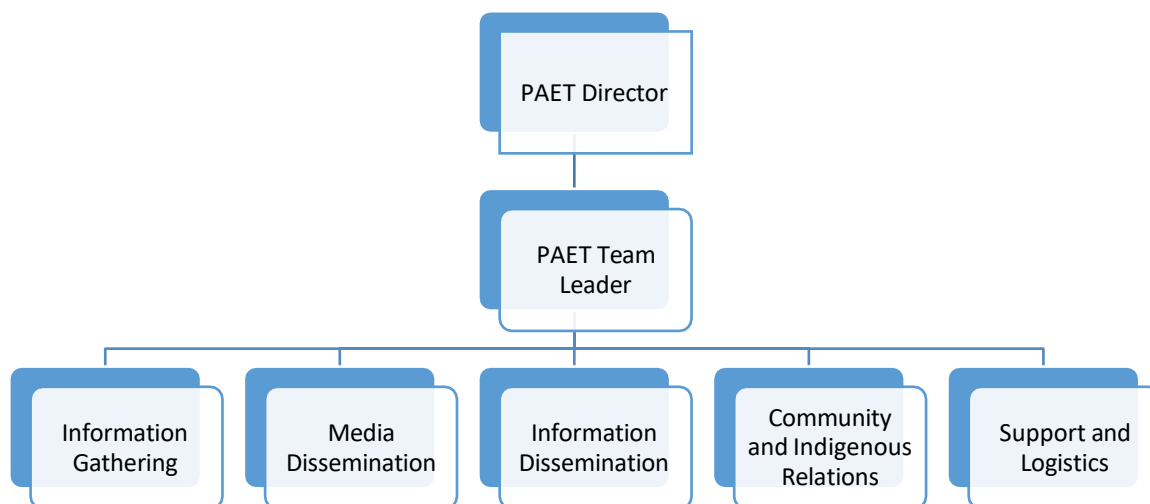 PAET Director
PAET Team
Leader
Information
Gathering
Media
Dissemination
Information
Dissemination
Community
and Indigenous
Relations
Support and
Logistics